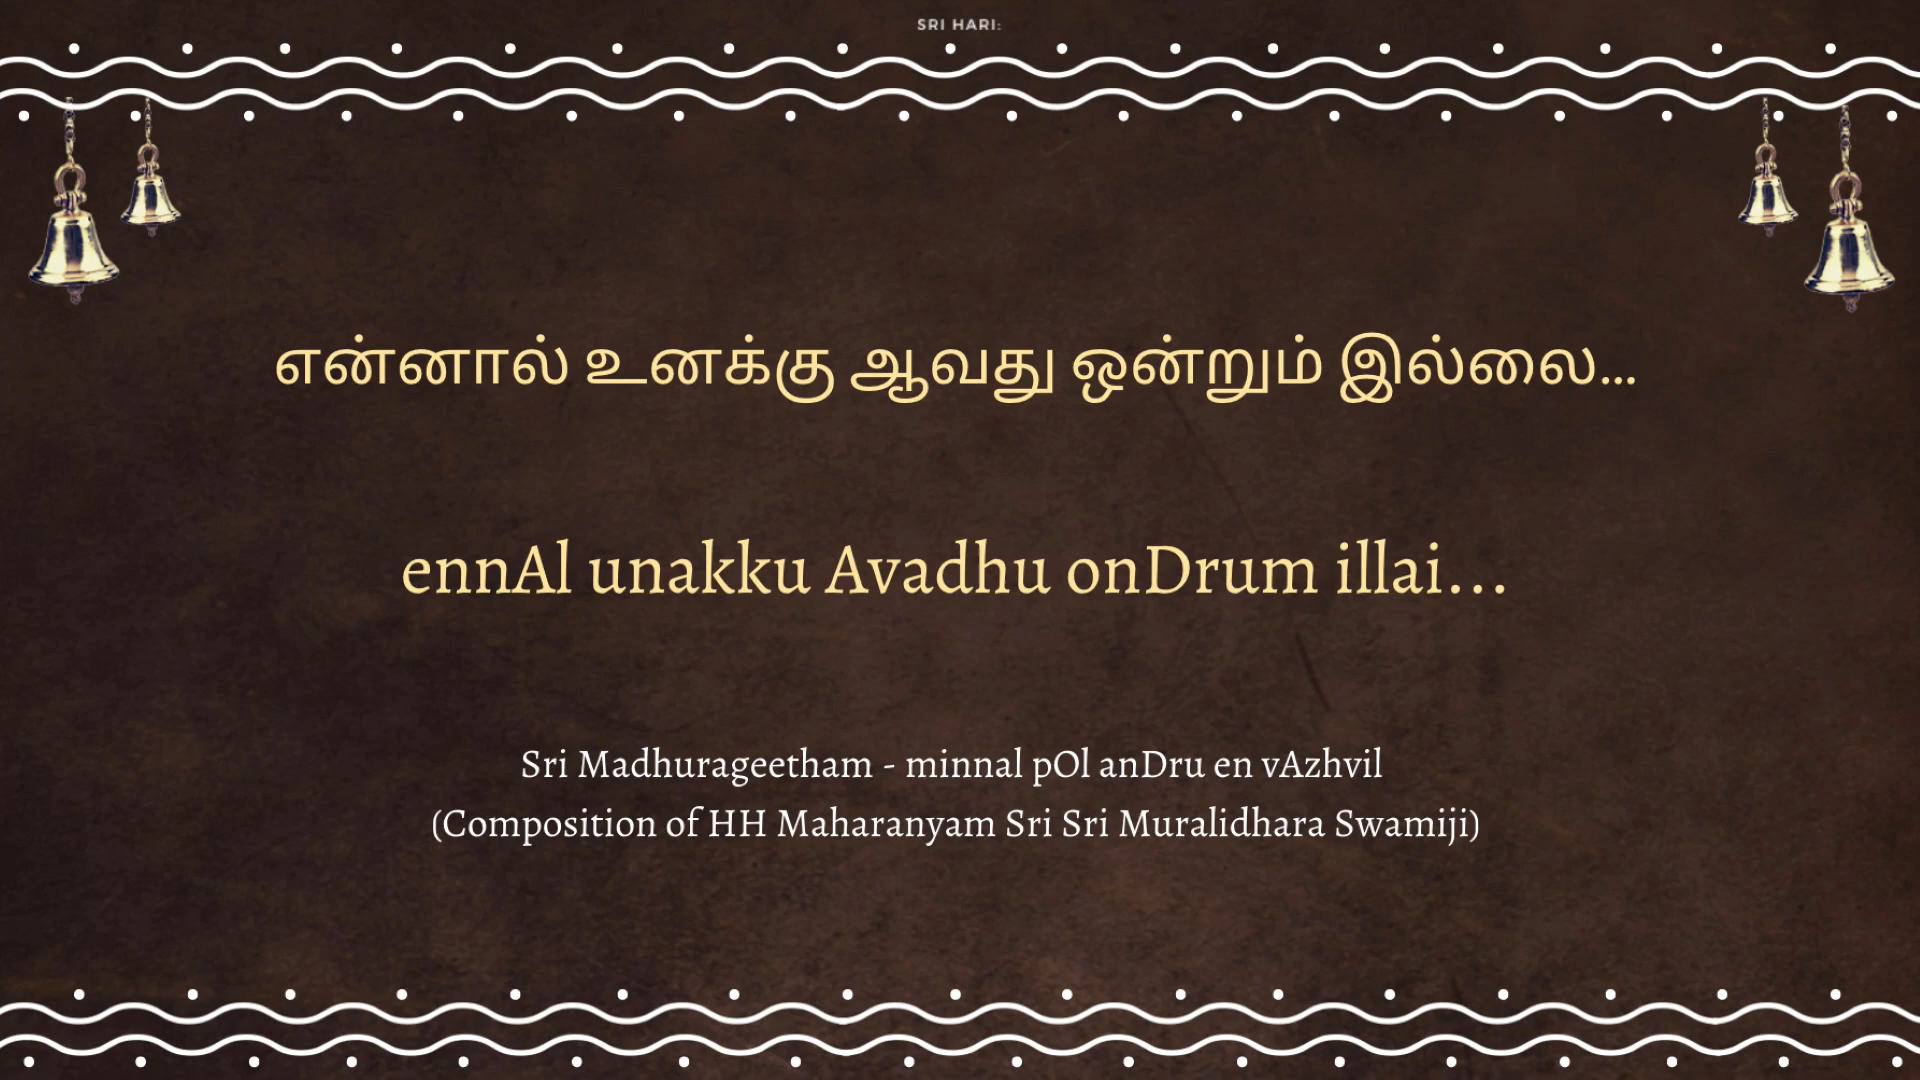 SRI HARI:
என்னால் உனக்கு ஆவது ஒன்றும் இல்லை...
ennAl unakku Avadhu onDrum illai...
Sri Madhurageetham - minnal pOl anDru en vAzhvil
(Composition of HH Maharanyam Sri Sri Muralidhara Swamiji)